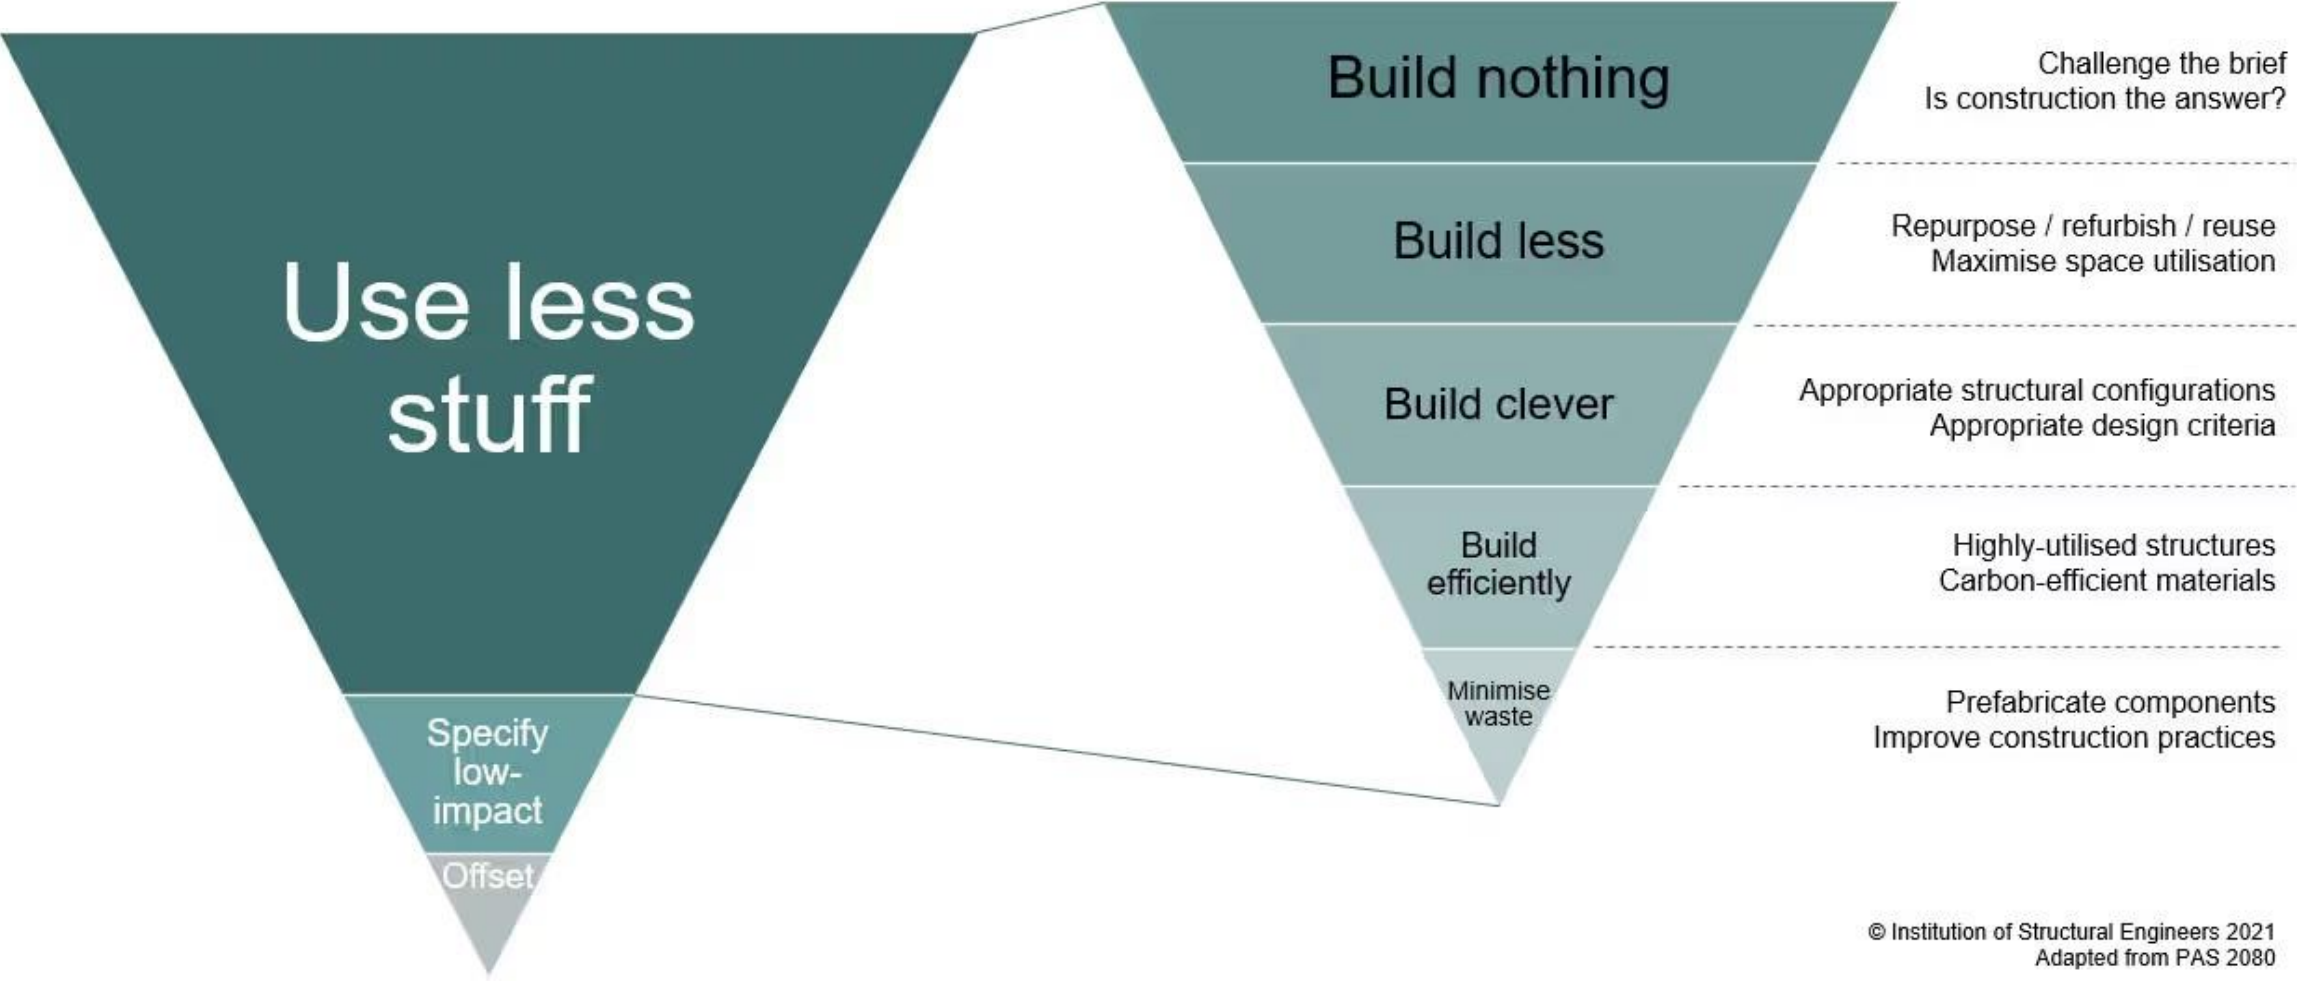 Use less
stuff
Specify
low-
impact
Offset
Build nothing
Challenge the brief
Is construction the answer?
Build less
Repurpose / refurbish / reuse
Maximise space utilisation
Build clever
Appropriate structural configurations
Appropriate design criteria
Build
efficiently
Highly-utilised structures
Carbon-efficient materials
Minimise
waste
Prefabricate components
Improve construction practices
© Institution of Structural Engineers 2021
Adapted from PAS 2080